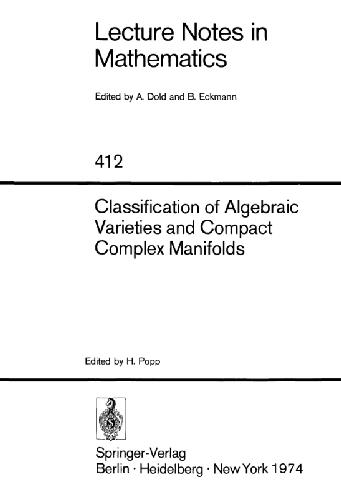 Lecture Notes in
Mathematics
Edited by A. Dold and B. Eckmann
412
Classification of Algebraic
Varieties and Compact
Complex Manifolds
Edited by H. Popp
Springer-Verlag
Berlin · Heidelberg · New York 1974